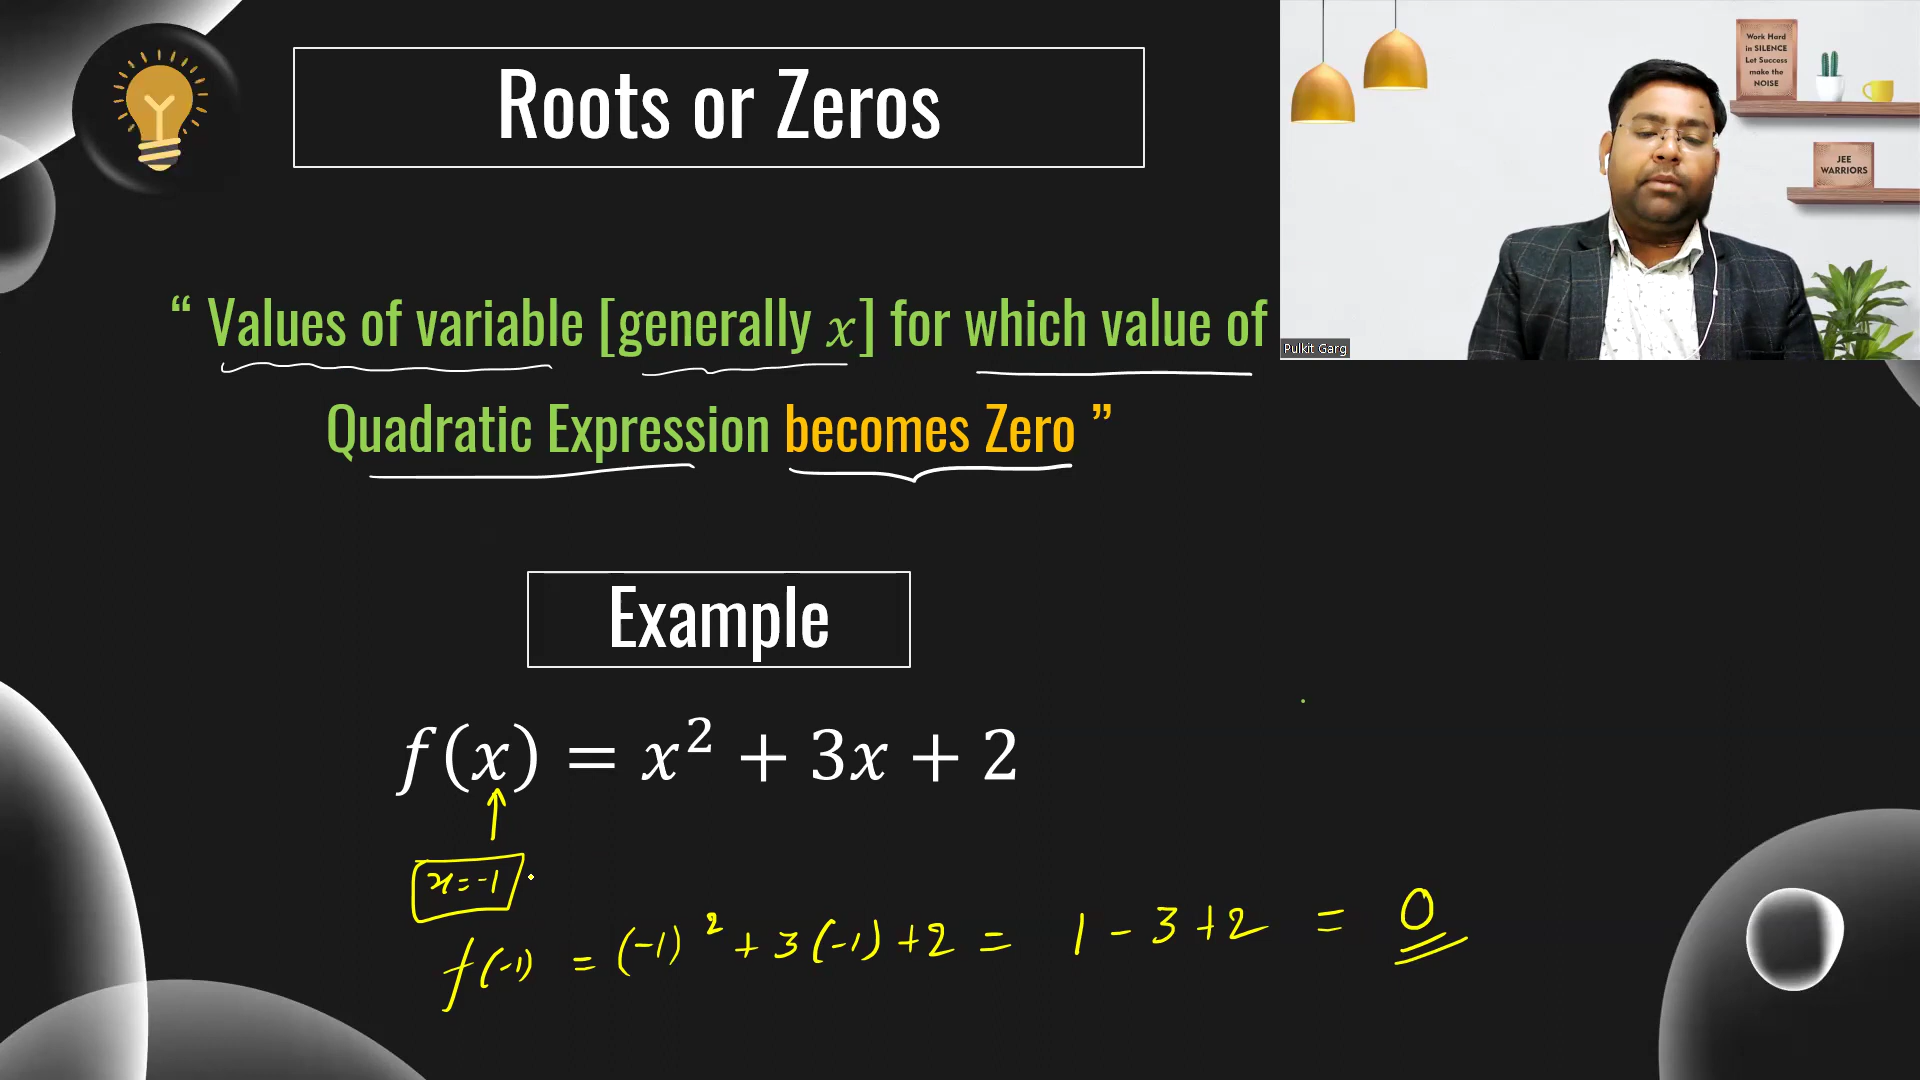 Roots or Zeros
“ Values of variable [generally x] for which value of
Quadratic Expression becomes Zero ”
Example
f(x) = x² + 3x + 2
x=-1
f(-1) = (-1)² + 3(-1) +2 = 1 - 3 +2 = 0
Work Hard
in SILENCE
Let Success
make the
NOISE
JEE
WARRIORS
Pulkit Garg